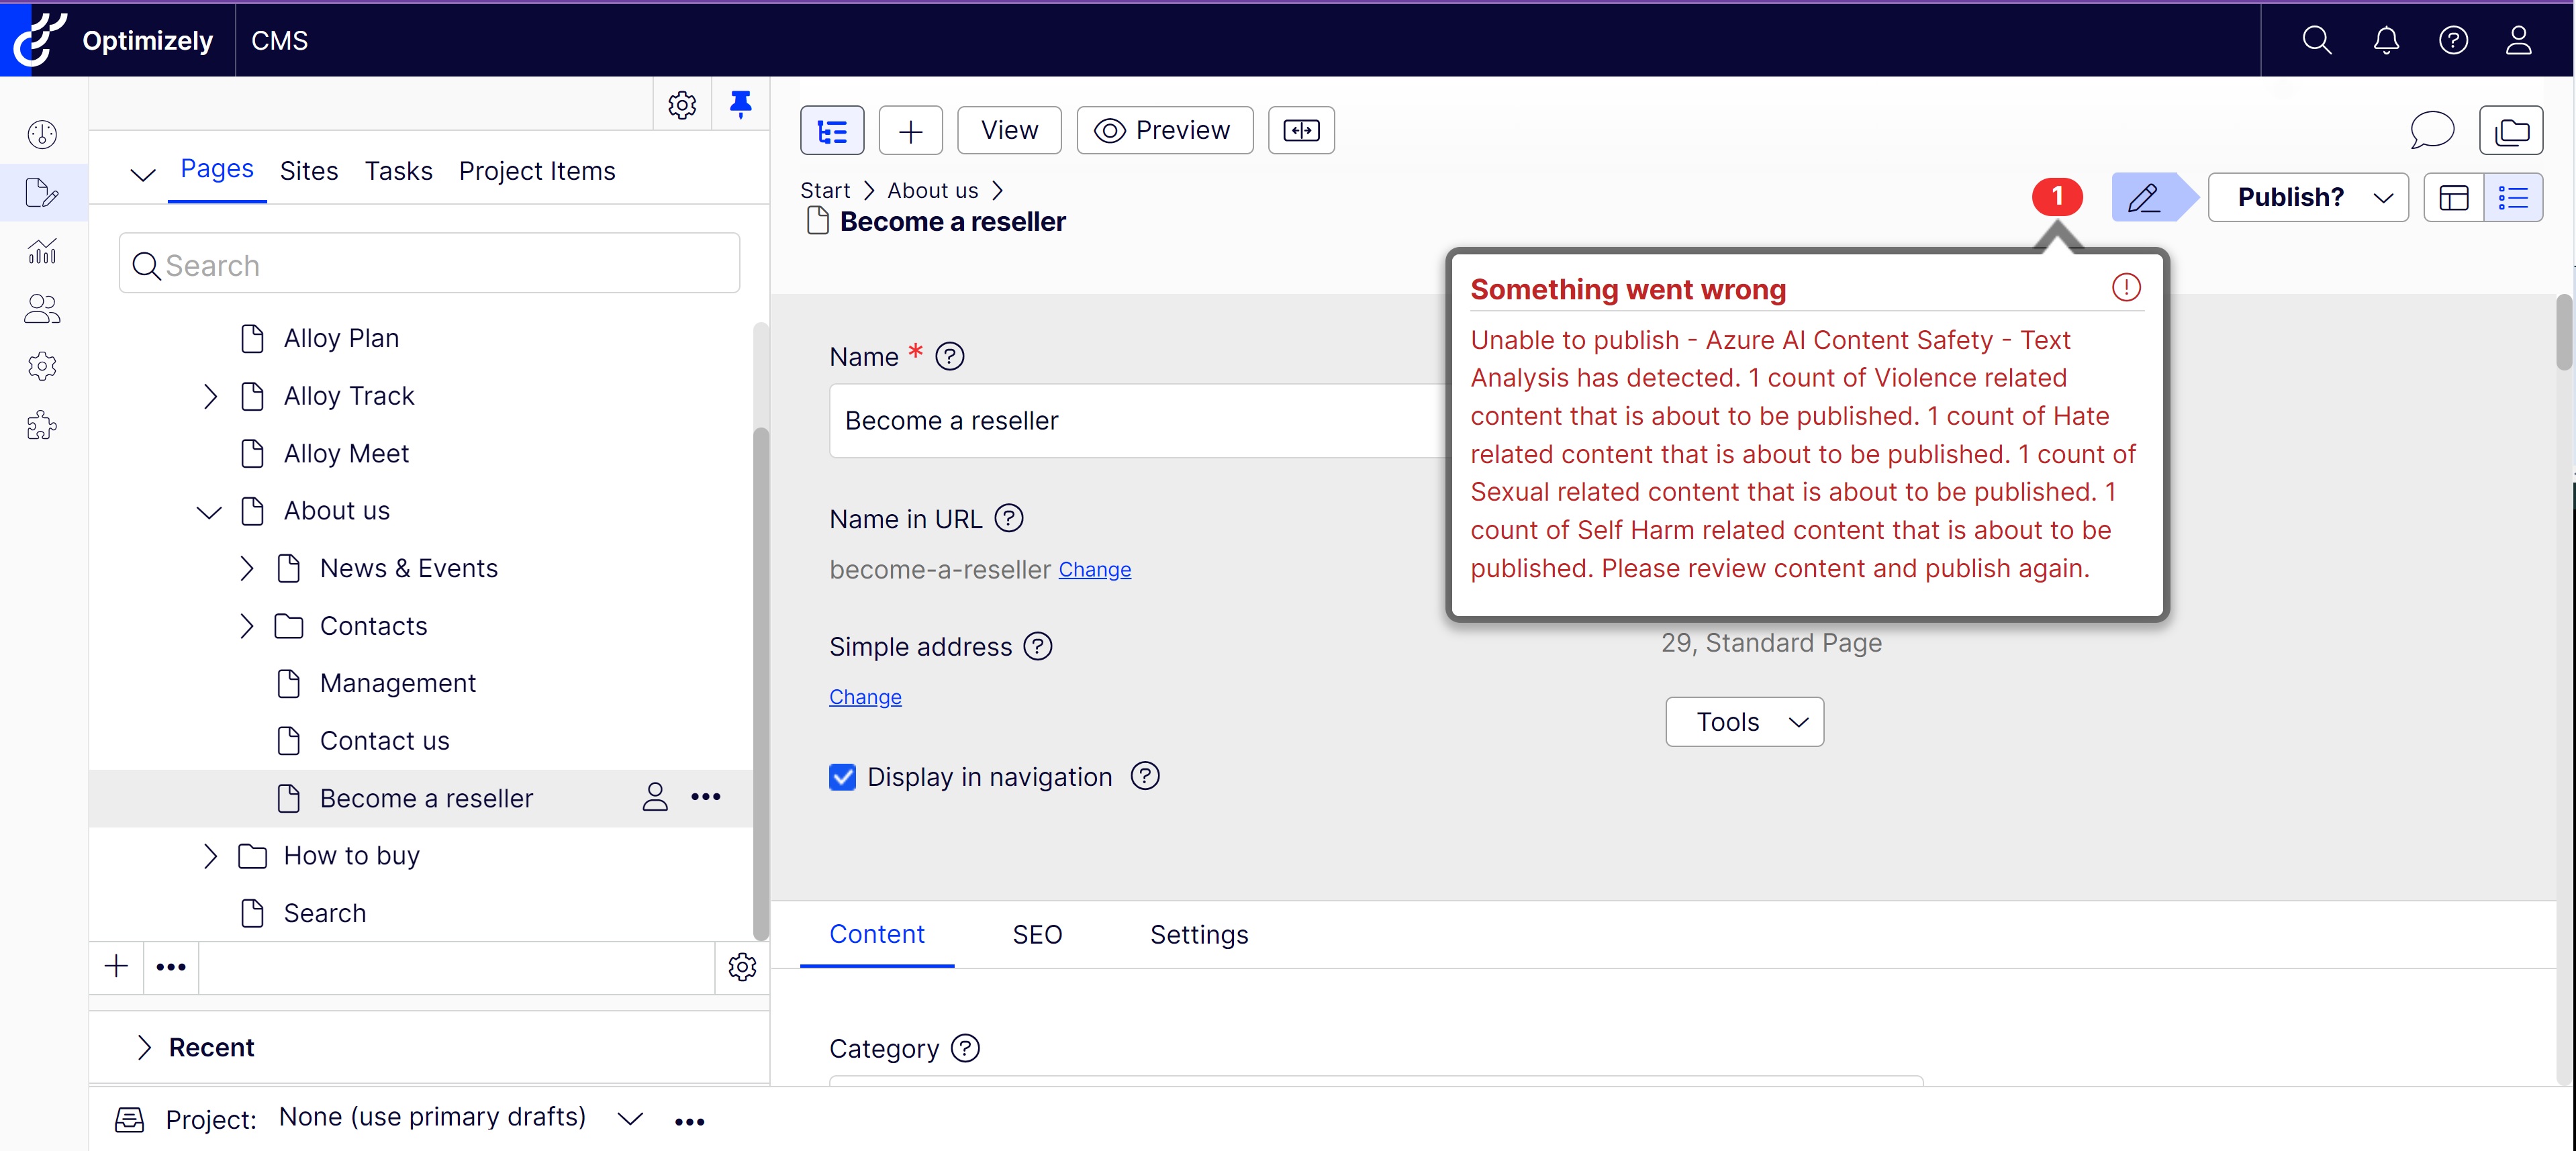 Optimizely
CMS
Pages
Sites
Tasks
Project Items
Search
Alloy Plan
Alloy Track
Alloy Meet
About us
News & Events
Contacts
Management
Contact us
Become a reseller
How to buy
Search
Recent
Project:
None (use primary drafts)
View
Preview
Start
About us
Become a reseller
1
Publish?
Something went wrong
Unable to publish - Azure AI Content Safety - Text
Analysis has detected. 1 count of Violence related
content that is about to be published. 1 count of Hate
related content that is about to be published. 1 count of
Sexual related content that is about to be published. 1
count of Self Harm related content that is about to be
published. Please review content and publish again.
Name *
Become a reseller
Name in URL
become-a-reseller Change
Simple address
Change
Display in navigation
29, Standard Page
Tools
Content
SEO
Settings
Category